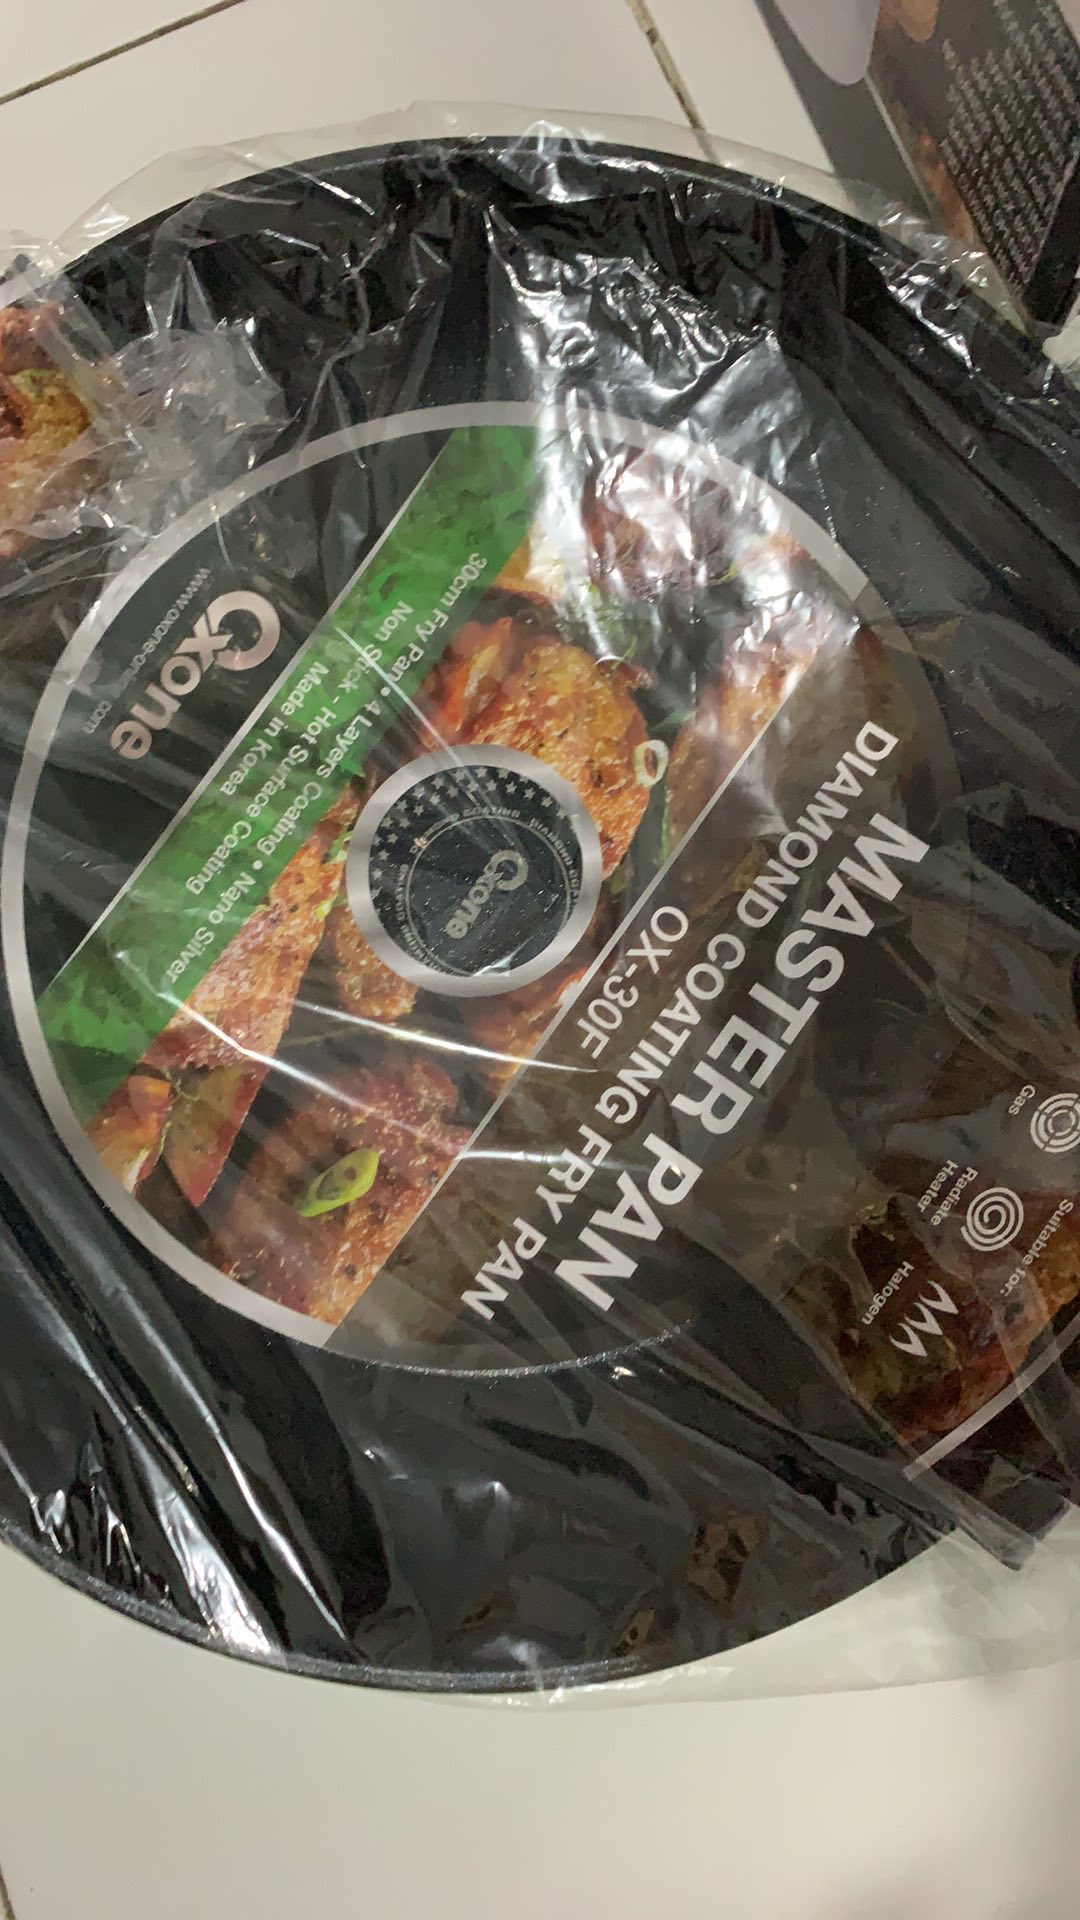 Oxone
www.oxone-online.com
30cm Fry Pan • 4 Layers Coating • Nano Silver
Non Stick - Hot Surface Coating
Made in Korea
Oxone
MASTER PAN
DIAMOND COATING FRY PAN
OX-30F
Suitable for:
Gas
Radiate
Heater
Halogen